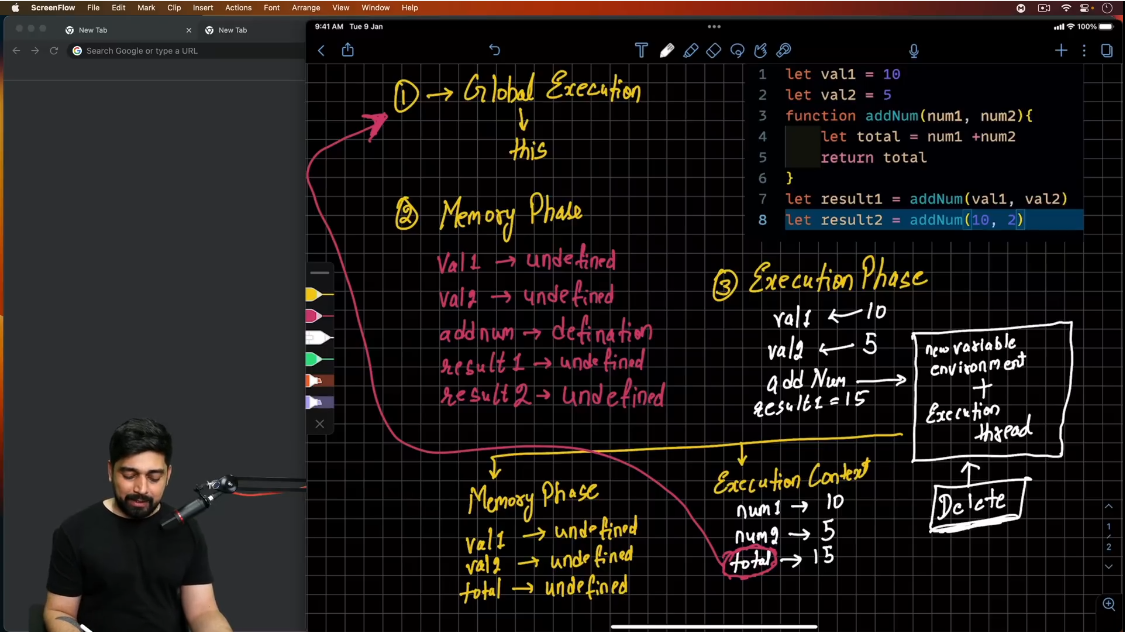 ScreenFlow File Edit Mark Clip Insert Actions Font Arrange View Window Help
New Tab
New Tab
Search Google or type a URL
9:41 AM Tue 9 Jan
100%
① → Global Execution
↓
this
1 let val1 = 10
2 let val2 = 5
3 function addNum(num1, num2){
4 let total = num1 +num2
5 return total
6 }
7 let result1 = addNum(val1, val2)
8 let result2 = addNum(10, 2)
② Memory Phase
val1 → undefined
val2 → undefined
addnum → defination
result1 → undefined
result2 → undefined
③ Execution Phase
val1 ← 10
val2 ← 5
add Num →
result1 = 15
new variable
environment
+
Execution
thread
Delete
Memory Phase
val1 → undefined
val2 → undefined
total → undefined
Execution Context
num1 → 10
num2 → 5
total → 15
1
2